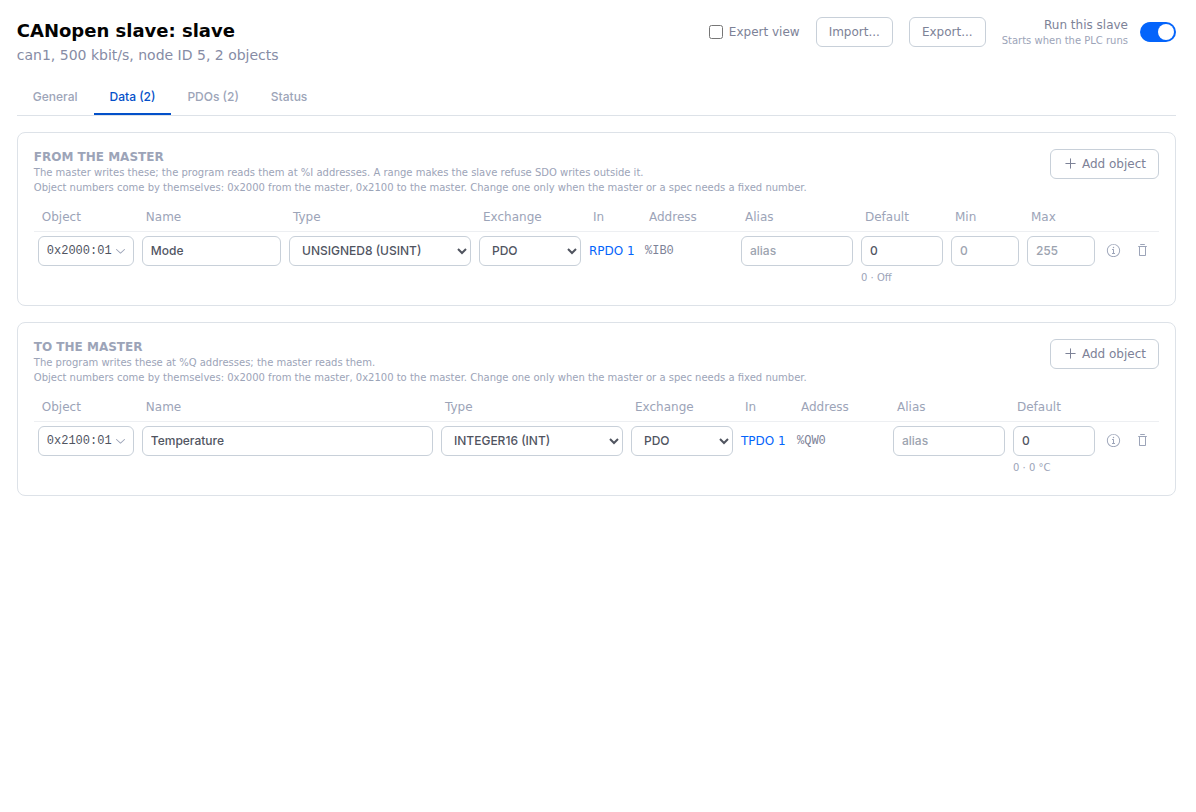 CANopen slave: slave
can1, 500 kbit/s, node ID 5, 2 objects
Expert view
Import...
Export...
Run this slave
Starts when the PLC runs
General
Data (2)
PDOs (2)
Status
FROM THE MASTER
The master writes these; the program reads them at %I addresses. A range makes the slave refuse SDO writes outside it.
Object numbers come by themselves: 0x2000 from the master, 0x2100 to the master. Change one only when the master or a spec needs a fixed number.
Add object
Object Name Type Exchange In Address Alias Default Min Max
0x2000:01 Mode UNSIGNED8 (USINT) PDO RPDO 1 %IB0 alias 0 0 255
0 · Off
TO THE MASTER
The program writes these at %Q addresses; the master reads them.
Object numbers come by themselves: 0x2000 from the master, 0x2100 to the master. Change one only when the master or a spec needs a fixed number.
Add object
Object Name Type Exchange In Address Alias Default
0x2100:01 Temperature INTEGER16 (INT) PDO TPDO 1 %QW0 alias 0
0 · 0 °C